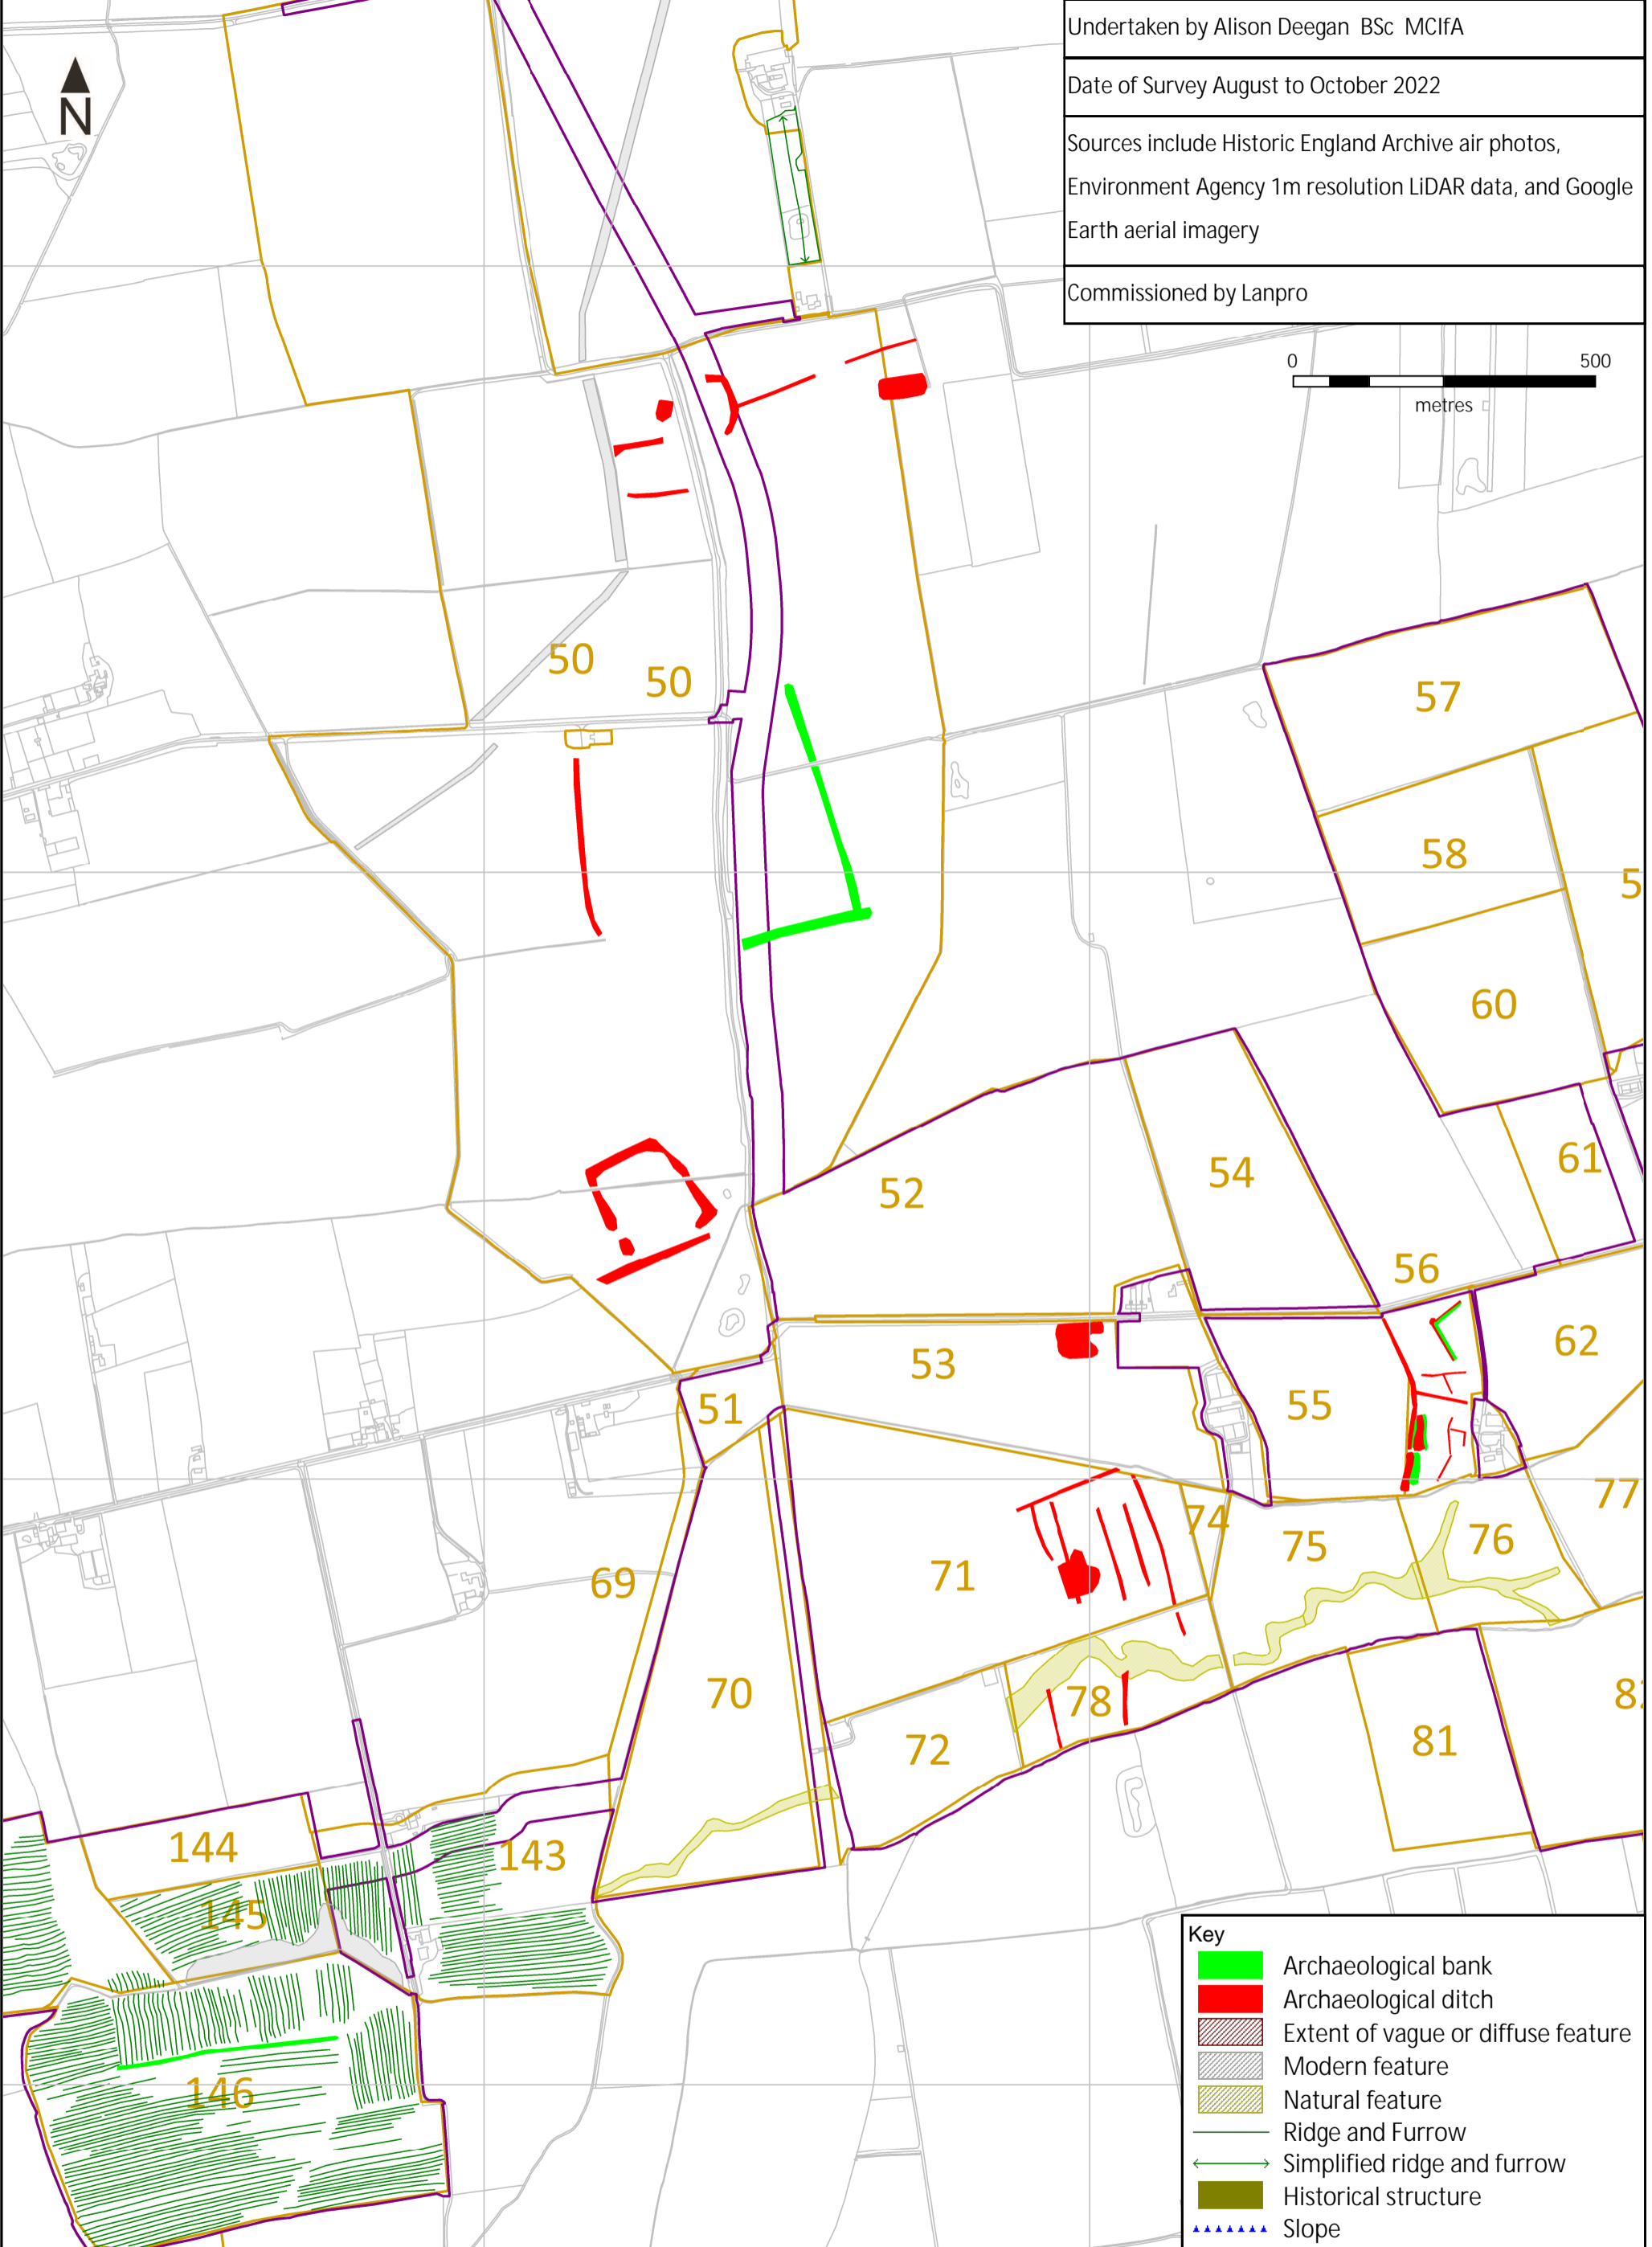 Undertaken by Alison Deegan BSc MCIfA
Date of Survey August to October 2022
Sources include Historic England Archive air photos,
Environment Agency 1m resolution LiDAR data, and Google
Earth aerial imagery
Commissioned by Lanpro
N
0 500
metres
50
50
57
58
5
60
61
54
52
56
62
53
55
51
77
74
75
76
71
69
70
78
72
81
8
144
143
145
146
Key
Archaeological bank
Archaeological ditch
Extent of vague or diffuse feature
Modern feature
Natural feature
Ridge and Furrow
Simplified ridge and furrow
Historical structure
Slope